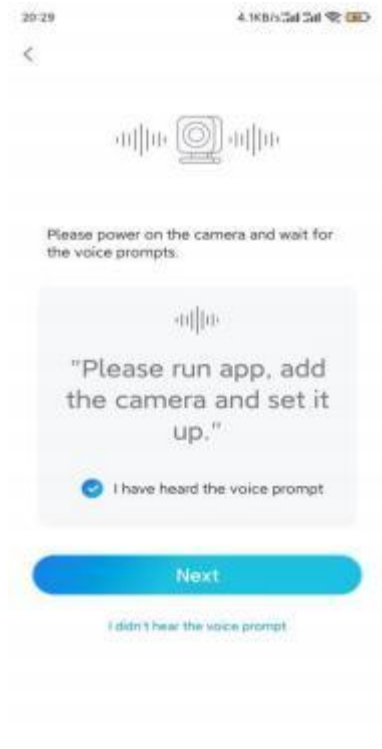 20:29 4.1KB/s
Please power on the camera and wait for
the voice prompts.
"Please run app, add
the camera and set it
up."
I have heard the voice prompt
Next
I didn't hear the voice prompt